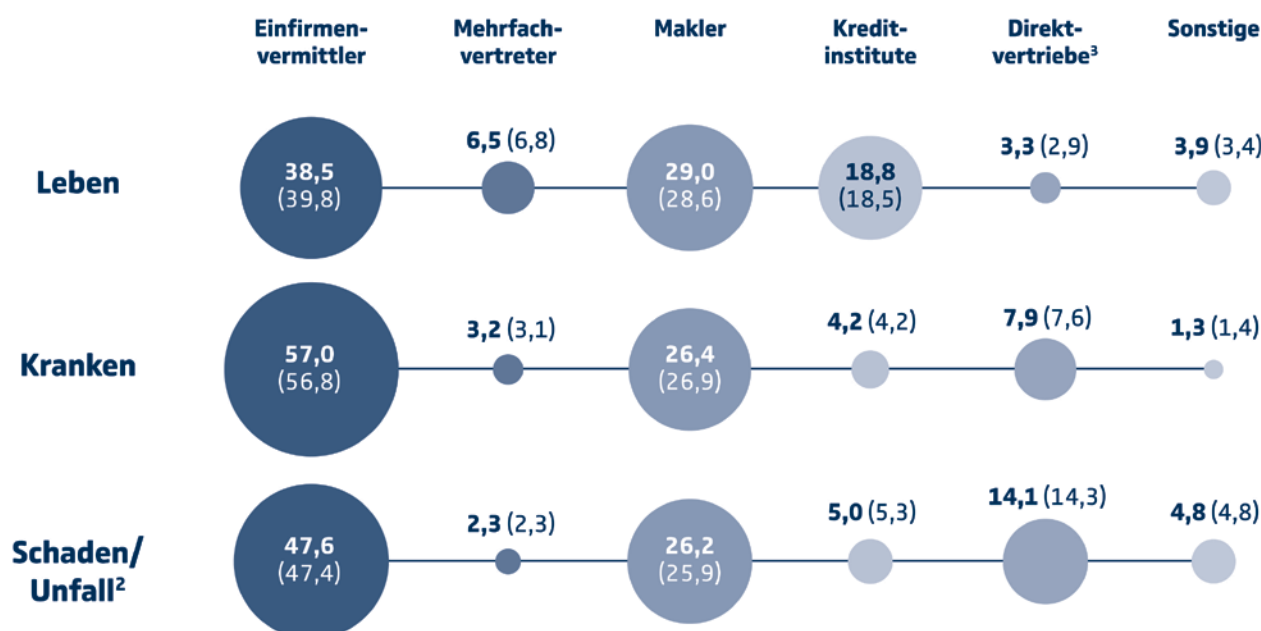 Einfirmen-
vermittler
Mehrfach-
vertreter
Makler
Kredit-
institute
Direkt-
vertriebe³
Sonstige
Leben
38,5
(39,8)
6,5 (6,8)
29,0
(28,6)
18,8
(18,5)
3,3 (2,9)
3,9 (3,4)
Kranken
57,0
(56,8)
3,2 (3,1)
26,4
(26,9)
4,2 (4,2)
7,9 (7,6)
1,3 (1,4)
Schaden/
Unfall²
47,6
(47,4)
2,3 (2,3)
26,2
(25,9)
5,0 (5,3)
14,1 (14,3)
4,8 (4,8)